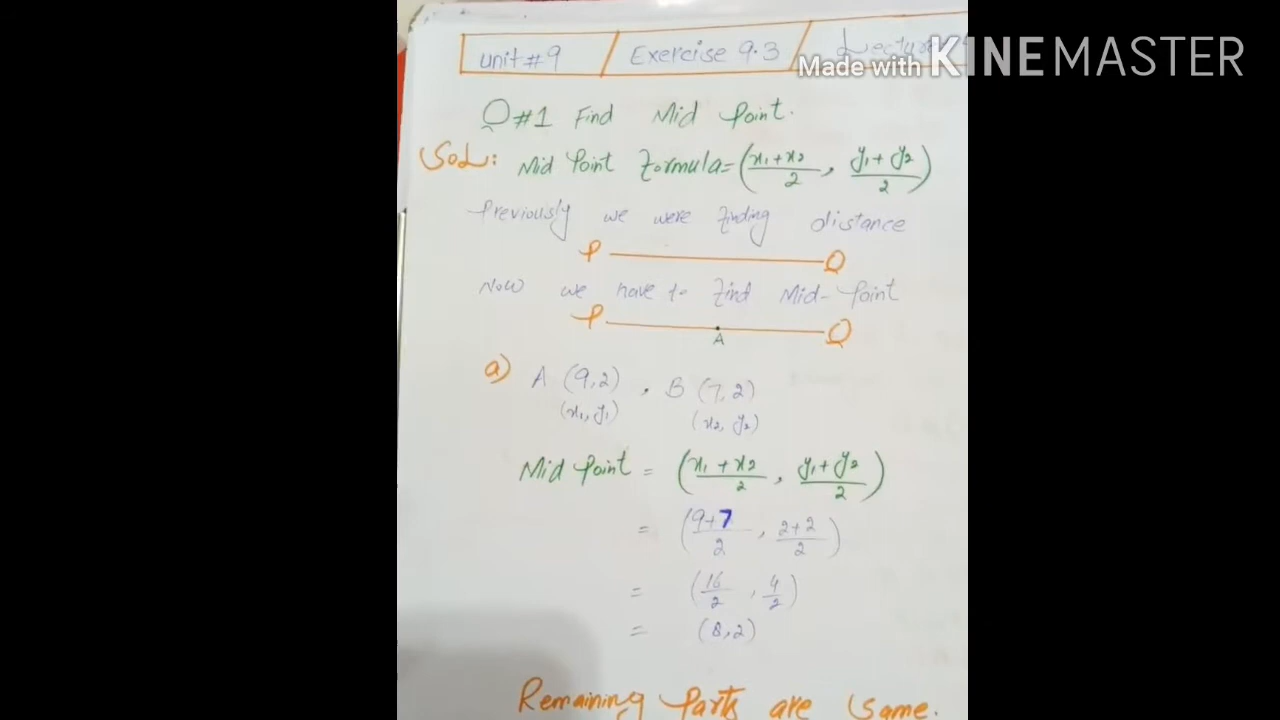 unit #9 / Exercise 9.3 / Lecture
Made with KINEMASTER
Q #1 Find Mid Point.
Sol: Mid Point Formula = (x₁ + x₂ / 2, y₁ + y₂ / 2)
Previously we were finding distance
P Q
Now we have to find Mid-Point
P A Q
a) A (9,2) , B (7,2)
(x₁, y₁) (x₂, y₂)
Mid Point = (x₁ + x₂ / 2, y₁ + y₂ / 2)
= (9+7 / 2, 2+2 / 2)
= (16 / 2, 4 / 2)
= (8,2)
Remaining Parts are Same.